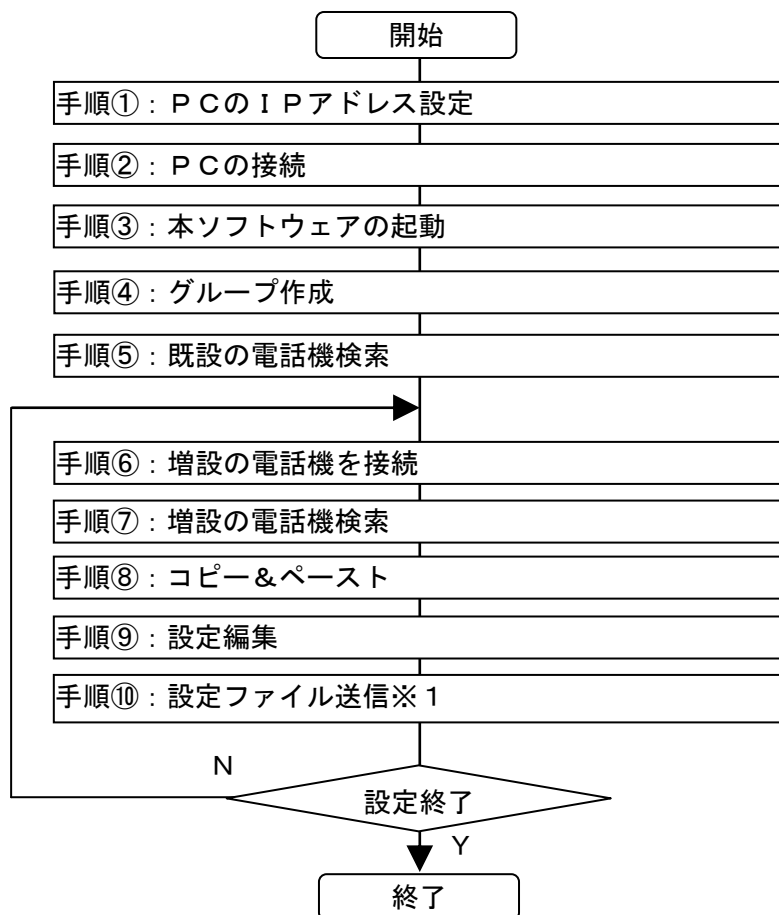 開始
手順①：ＰＣのＩＰアドレス設定
手順②：ＰＣの接続
手順③：本ソフトウェアの起動
手順④：グループ作成
手順⑤：既設の電話機検索
手順⑥：増設の電話機を接続
手順⑦：増設の電話機検索
手順⑧：コピー＆ペースト
手順⑨：設定編集
手順⑩：設定ファイル送信※１
Ｎ
設定終了
Ｙ
終了